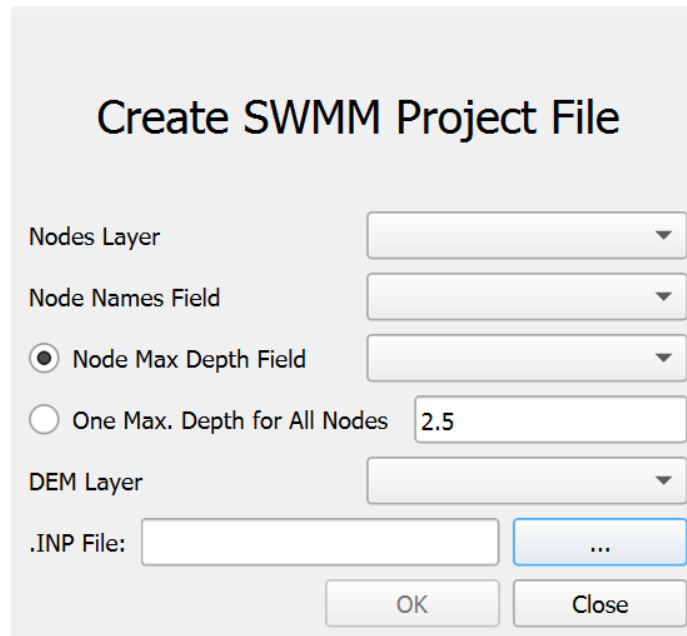 Create SWMM Project File
Nodes Layer
Node Names Field
Node Max Depth Field
One Max. Depth for All Nodes 2.5
DEM Layer
.INP File: ...
OK Close